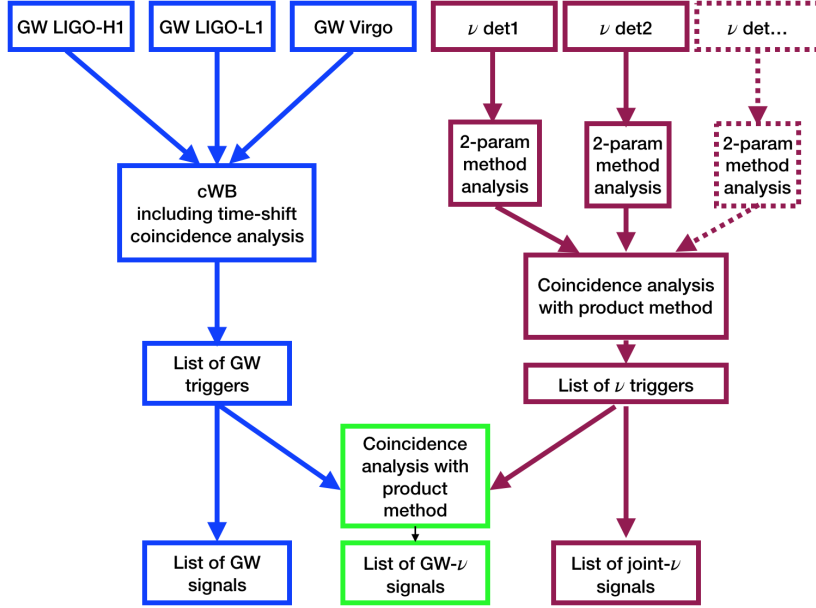 GW LIGO-H1
GW LIGO-L1
GW Virgo
ν det1
ν det2
ν det...
2-param
method
analysis
2-param
method
analysis
2-param
method
analysis
cWB
including time-shift
coincidence analysis
Coincidence analysis
with product method
List of GW
triggers
List of ν triggers
Coincidence
analysis with
product
method
List of GW
signals
List of GW-ν
signals
List of joint-ν
signals